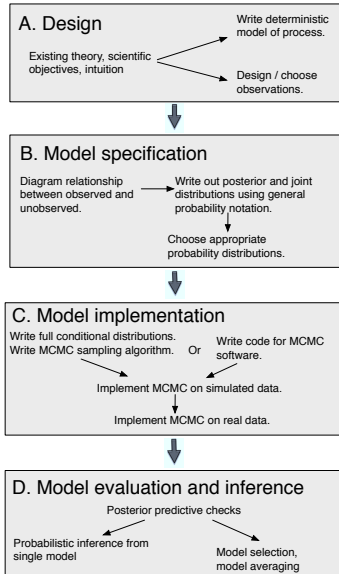 A. Design
Write deterministic
model of process.
Existing theory, scientific
objectives, intuition
Design / choose
observations.
B. Model specification
Diagram relationship
between observed and
unobserved.
Write out posterior and joint
distributions using general
probability notation.
Choose appropriate
probability distributions.
C. Model implementation
Write full conditional distributions.
Write MCMC sampling algorithm.
Or
Write code for MCMC
software.
Implement MCMC on simulated data.
Implement MCMC on real data.
D. Model evaluation and inference
Posterior predictive checks
Probabilistic inference from
single model
Model selection,
model averaging